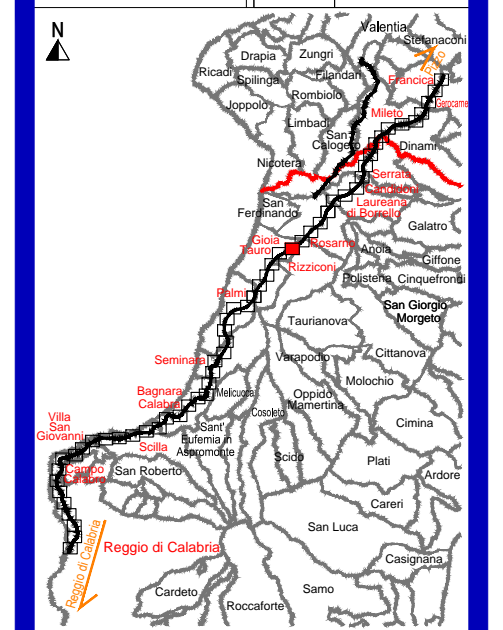 N
Valentia
Stefanaconi
Drapia
Zungri
Pizzo
Ricadi
Spilinga
Filandari
Francica
Rombiolo
Joppolo
Gerocarne
Mileto
Limbadi
San
Calogero
Dinami
Nicotera
Serrata
Candidoni
San
Ferdinando
Laureana
di Borrello
Galatro
Gioia
Tauro
Rosarno
Anoia
Giffone
Rizziconi
Polistena
Cinquefrondi
Palmi
San Giorgio
Morgeto
Taurianova
Cittanova
Seminara
Varapodio
Molochio
Bagnara
Calabra
Melicucca
Oppido
Mamertina
Cosoleto
Villa
San
Giovanni
Sant'
Eufemia in
Aspromonte
Cimina
Scilla
Scido
Plati
Campo
Calabro
San Roberto
Ardore
Careri
San Luca
Reggio di Calabria
Reggio di Calabria
Casignana
Cardeto
Samo
Roccaforte